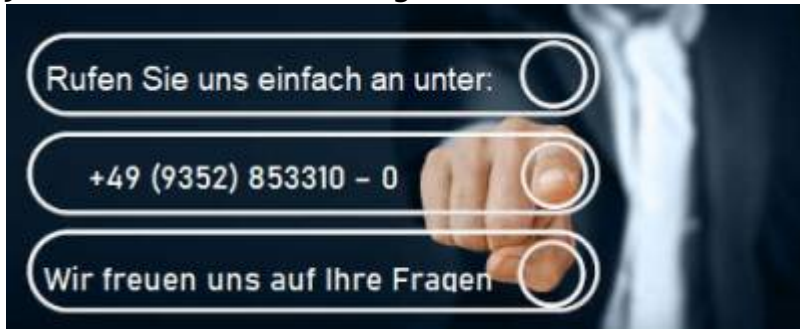 Rufen Sie uns einfach an unter:
+49 (9352) 853310 – 0
Wir freuen uns auf Ihre Fragen